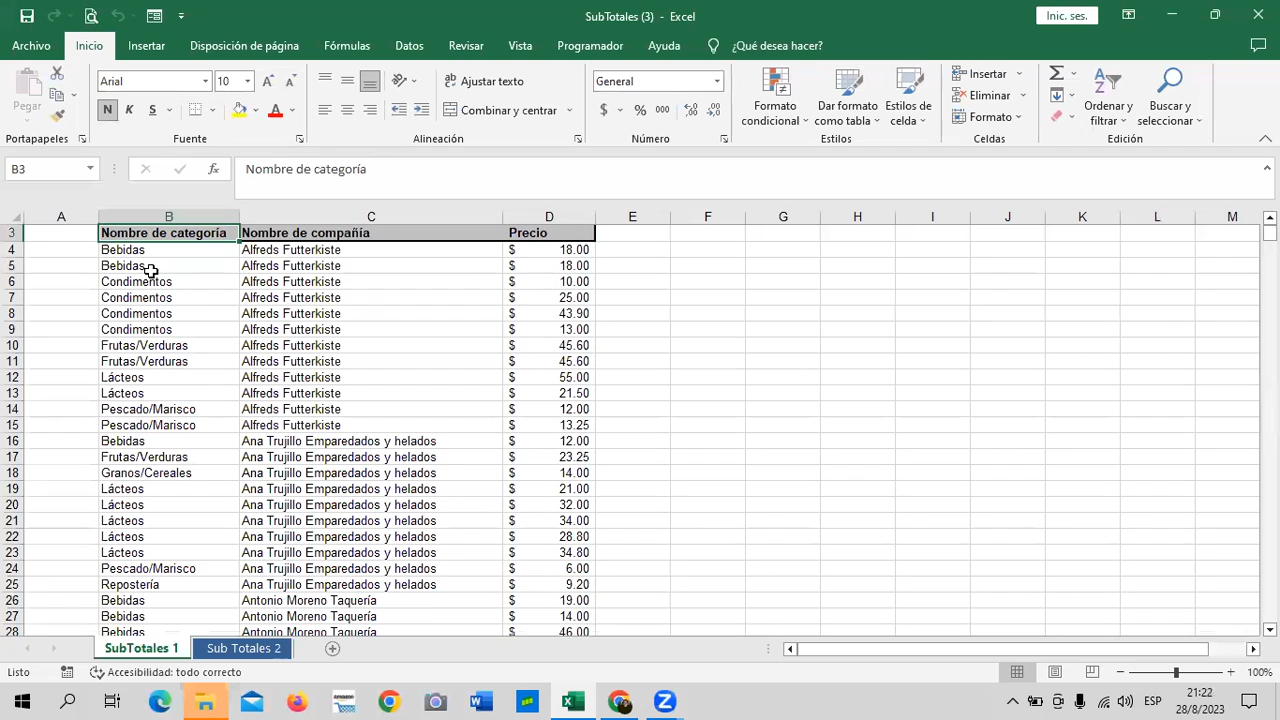 SubTotales (3) - Excel
Inic. ses.
Archivo Inicio Insertar Disposición de página Fórmulas Datos Revisar Vista Programador Ayuda ¿Qué desea hacer?
Pegar
Portapapeles
Arial 10
N K S
Fuente
Ajustar texto
Combinar y centrar
Alineación
General
$ % 000
Número
Formato condicional
Dar formato como tabla
Estilos de celda
Estilos
Insertar
Eliminar
Formato
Celdas
Ordenar y filtrar
Buscar y seleccionar
Edición
B3 fx Nombre de categoría
A B C D E F G H I J K L M
3 Nombre de categoría Nombre de compañía Precio
4 Bebidas Alfreds Futterkiste $ 18.00
5 Bebidas Alfreds Futterkiste $ 18.00
6 Condimentos Alfreds Futterkiste $ 10.00
7 Condimentos Alfreds Futterkiste $ 25.00
8 Condimentos Alfreds Futterkiste $ 43.90
9 Condimentos Alfreds Futterkiste $ 13.00
10 Frutas/Verduras Alfreds Futterkiste $ 45.60
11 Frutas/Verduras Alfreds Futterkiste $ 45.60
12 Lácteos Alfreds Futterkiste $ 55.00
13 Lácteos Alfreds Futterkiste $ 21.50
14 Pescado/Marisco Alfreds Futterkiste $ 12.00
15 Pescado/Marisco Alfreds Futterkiste $ 13.25
16 Bebidas Ana Trujillo Emparedados y helados $ 12.00
17 Frutas/Verduras Ana Trujillo Emparedados y helados $ 23.25
18 Granos/Cereales Ana Trujillo Emparedados y helados $ 14.00
19 Lácteos Ana Trujillo Emparedados y helados $ 21.00
20 Lácteos Ana Trujillo Emparedados y helados $ 32.00
21 Lácteos Ana Trujillo Emparedados y helados $ 34.00
22 Lácteos Ana Trujillo Emparedados y helados $ 28.80
23 Lácteos Ana Trujillo Emparedados y helados $ 34.80
24 Pescado/Marisco Ana Trujillo Emparedados y helados $ 6.00
25 Repostería Ana Trujillo Emparedados y helados $ 9.20
26 Bebidas Antonio Moreno Taquería $ 19.00
27 Bebidas Antonio Moreno Taquería $ 14.00
28 Bebidas Antonio Moreno Taquería $ 46.00
SubTotales 1 Sub Totales 2
Listo Accesibilidad: todo correcto 100%
ESP
21:22
28/8/2023